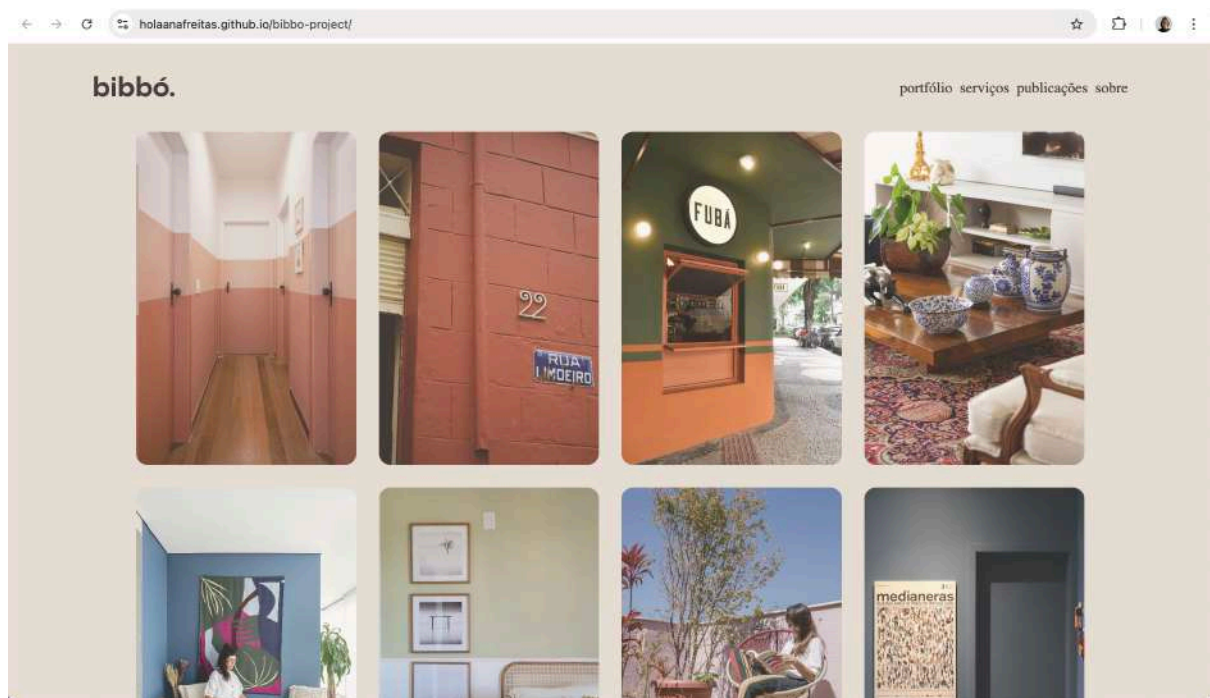 holaanafreitas.github.io/bibbo-project/
bibbó.
portfólio serviços publicações sobre
22
RUA
LIMOEIRO
FUBÁ
medianeras